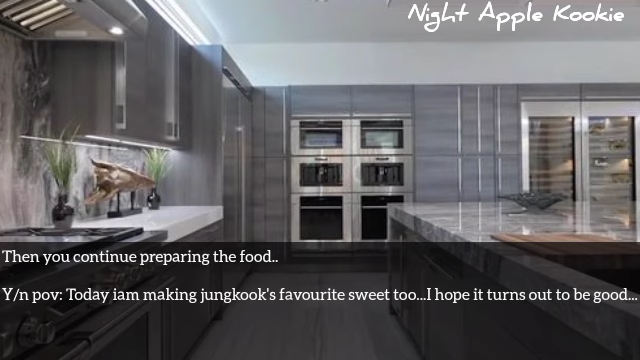 Night Apple Kookie
Then you continue preparing the food..
Y/n pov: Today iam making jungkook's favourite sweet too...I hope it turns out to be good...